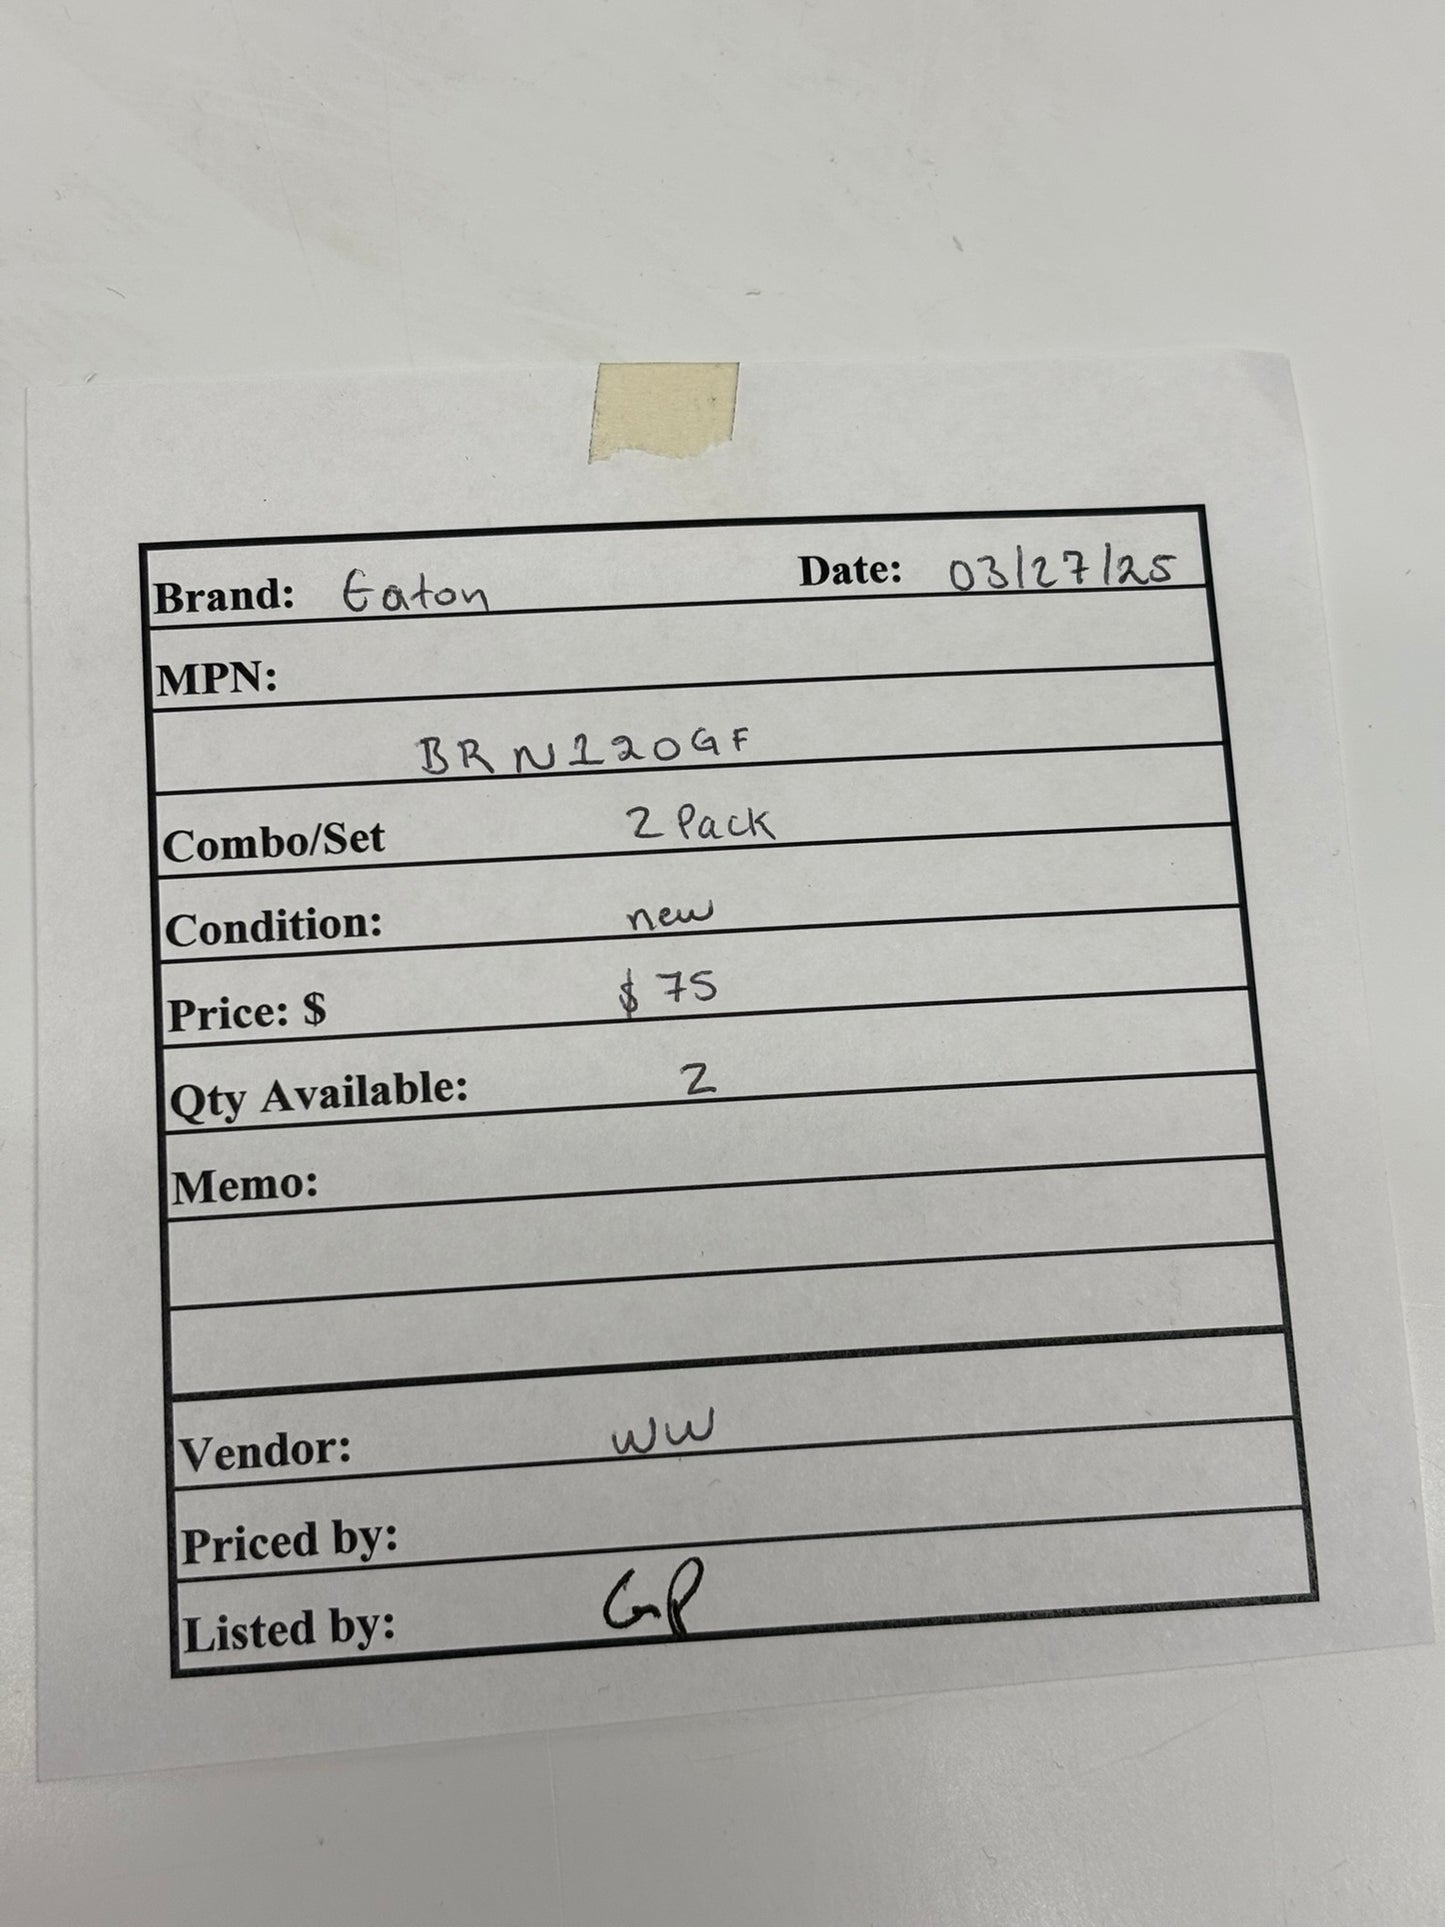 Brand: Eaton Date: 03/27/25
MPN:
BRN120GF
Combo/Set 2 Pack
Condition: new
Price: $ $75
Qty Available: 2
Memo:
Vendor: WW
Priced by:
Listed by: GP